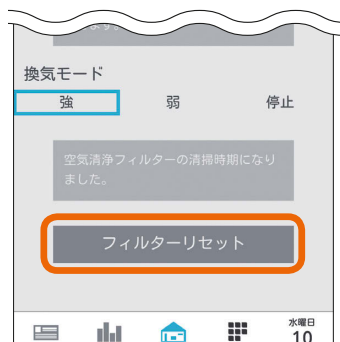 換気モード
強 弱 停止
空気清浄フィルターの清掃時期になり
ました。
フィルターリセット
水曜日
10